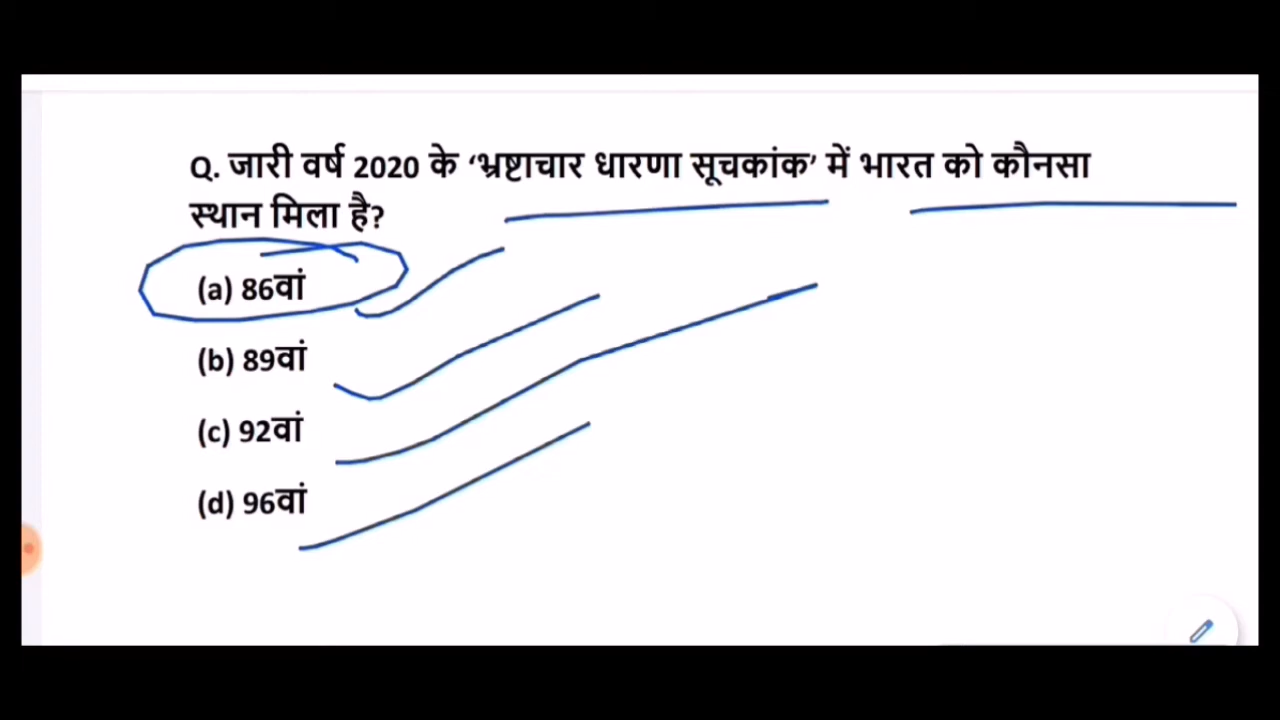 Q. जारी वर्ष 2020 के ‘भ्रष्टाचार धारणा सूचकांक’ में भारत को कौनसा
स्थान मिला है?
(a) 86वां
(b) 89वां
(c) 92वां
(d) 96वां